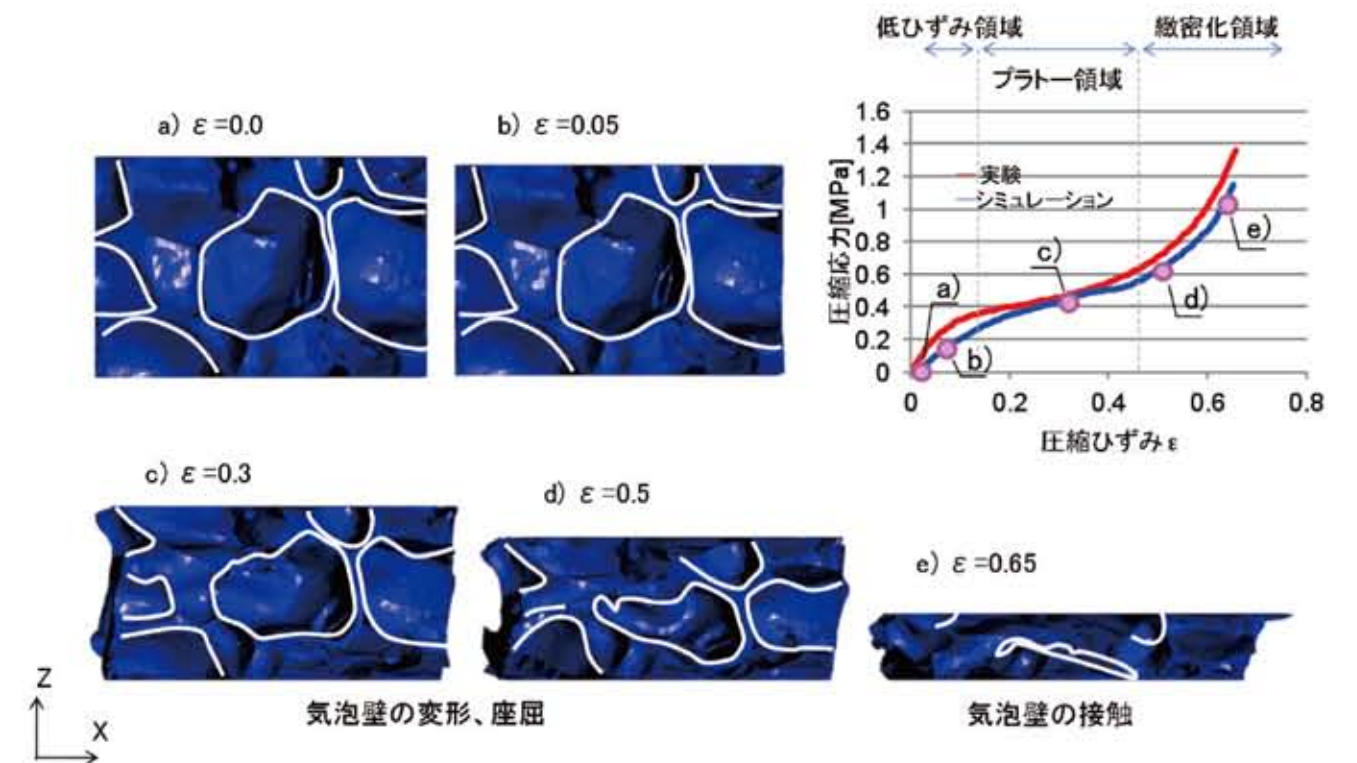 低ひずみ領域
緻密化領域
プラトー領域
a) ε=0.0
b) ε=0.05
1.6
1.4
1.2
1
0.8
0.6
0.4
0.2
0
圧縮応力[MPa]
実験
シミュレーション
a)
b)
c)
d)
e)
0
0.2
0.4
0.6
0.8
圧縮ひずみε
c) ε=0.3
d) ε=0.5
e) ε=0.65
Z
X
気泡壁の変形、座屈
気泡壁の接触